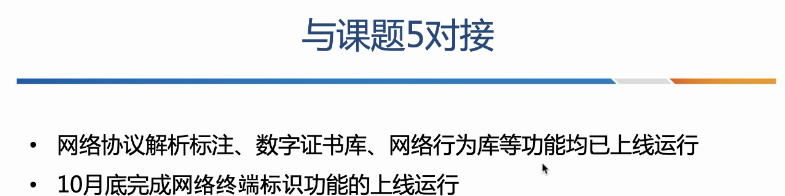 与课题5对接
• 网络协议解析标注、数字证书库、网络行为库等功能均已上线运行
• 10月底完成网络终端标识功能的上线运行